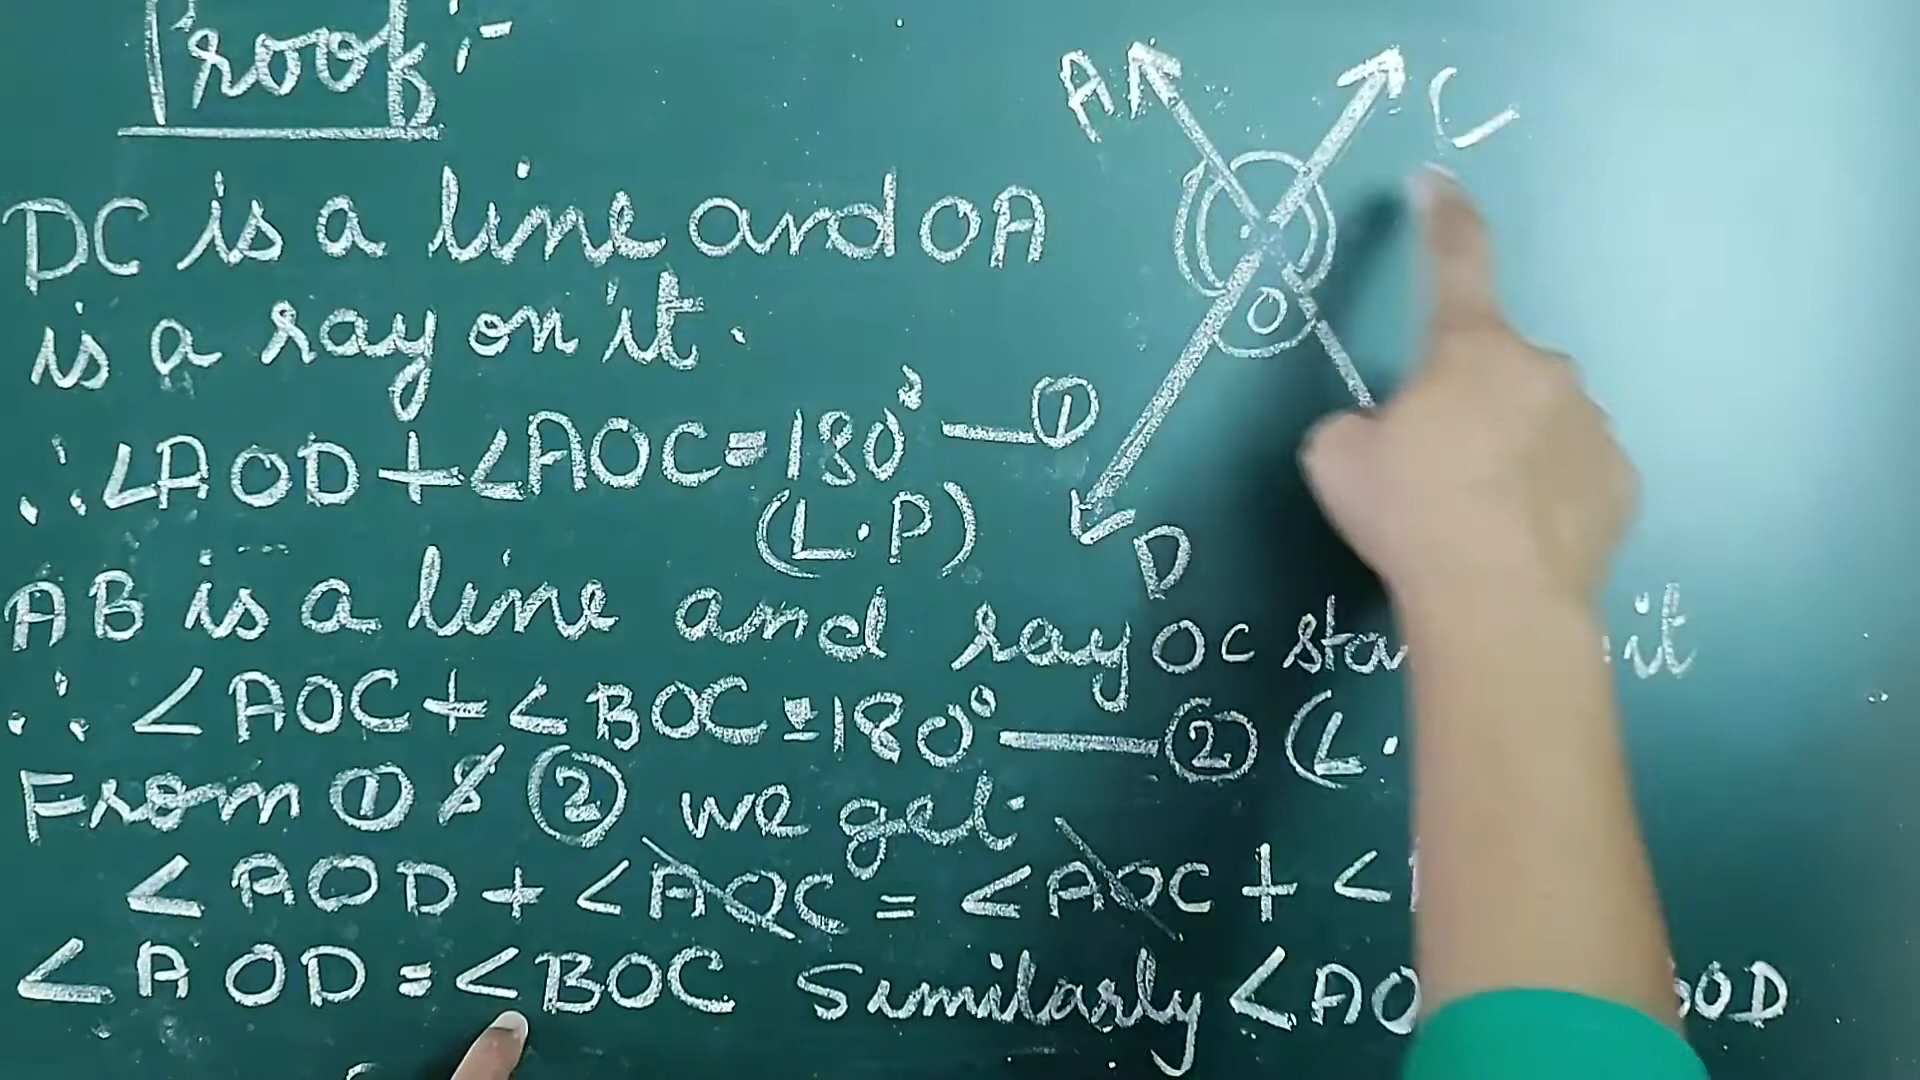 Proof :-
A
C
O
D
DC is a line and OA
is a ray on it.
∴ ∠AOD + ∠AOC = 180° — ①
(L.P)
AB is a line and ray OC it
∴ ∠AOC + ∠BOC = 180° — ② (L.
From ① & ② we get
∠AOD + ∠AOC = ∠AOC + ∠
∠AOD = ∠BOC Similarly ∠AO OD